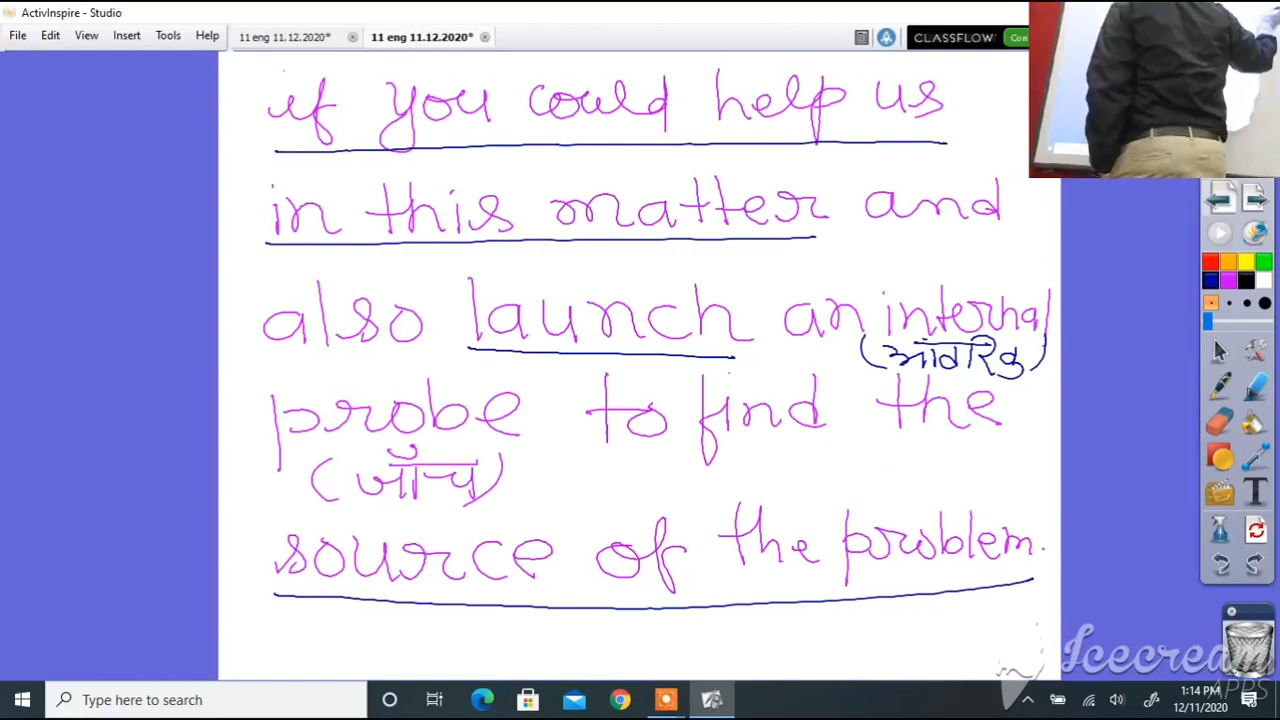 ActivInspire - Studio
File Edit View Insert Tools Help
11 eng 11.12.2020*
11 eng 11.12.2020*
CLASSFLOW
if you could help us
in this matter and
also launch an internal
probe to find the
(जाँच)
source of the problem.
Icecream
APPS
Type here to search
1:14 PM
12/11/2020